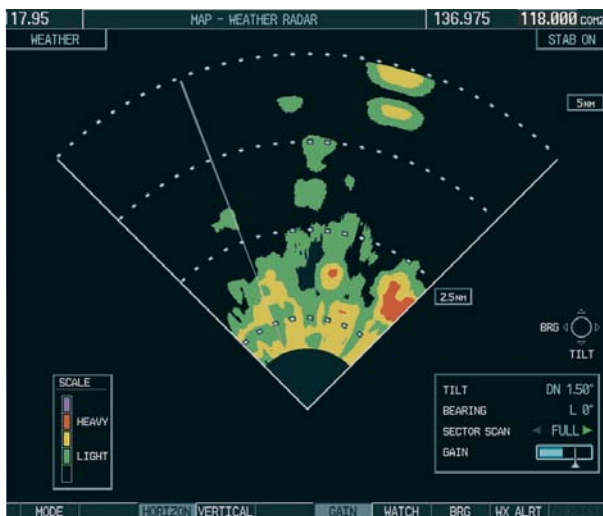 117.95 MAP - WEATHER RADAR 136.975 118.000 COM2
WEATHER STAB ON
5NM
2.5NM
BRG
TILT
SCALE
HEAVY
LIGHT
TILT DN 1.50°
BEARING L 0°
SECTOR SCAN FULL
GAIN
MODE HORIZON VERTICAL GAIN WATCH BRG WX ALRT